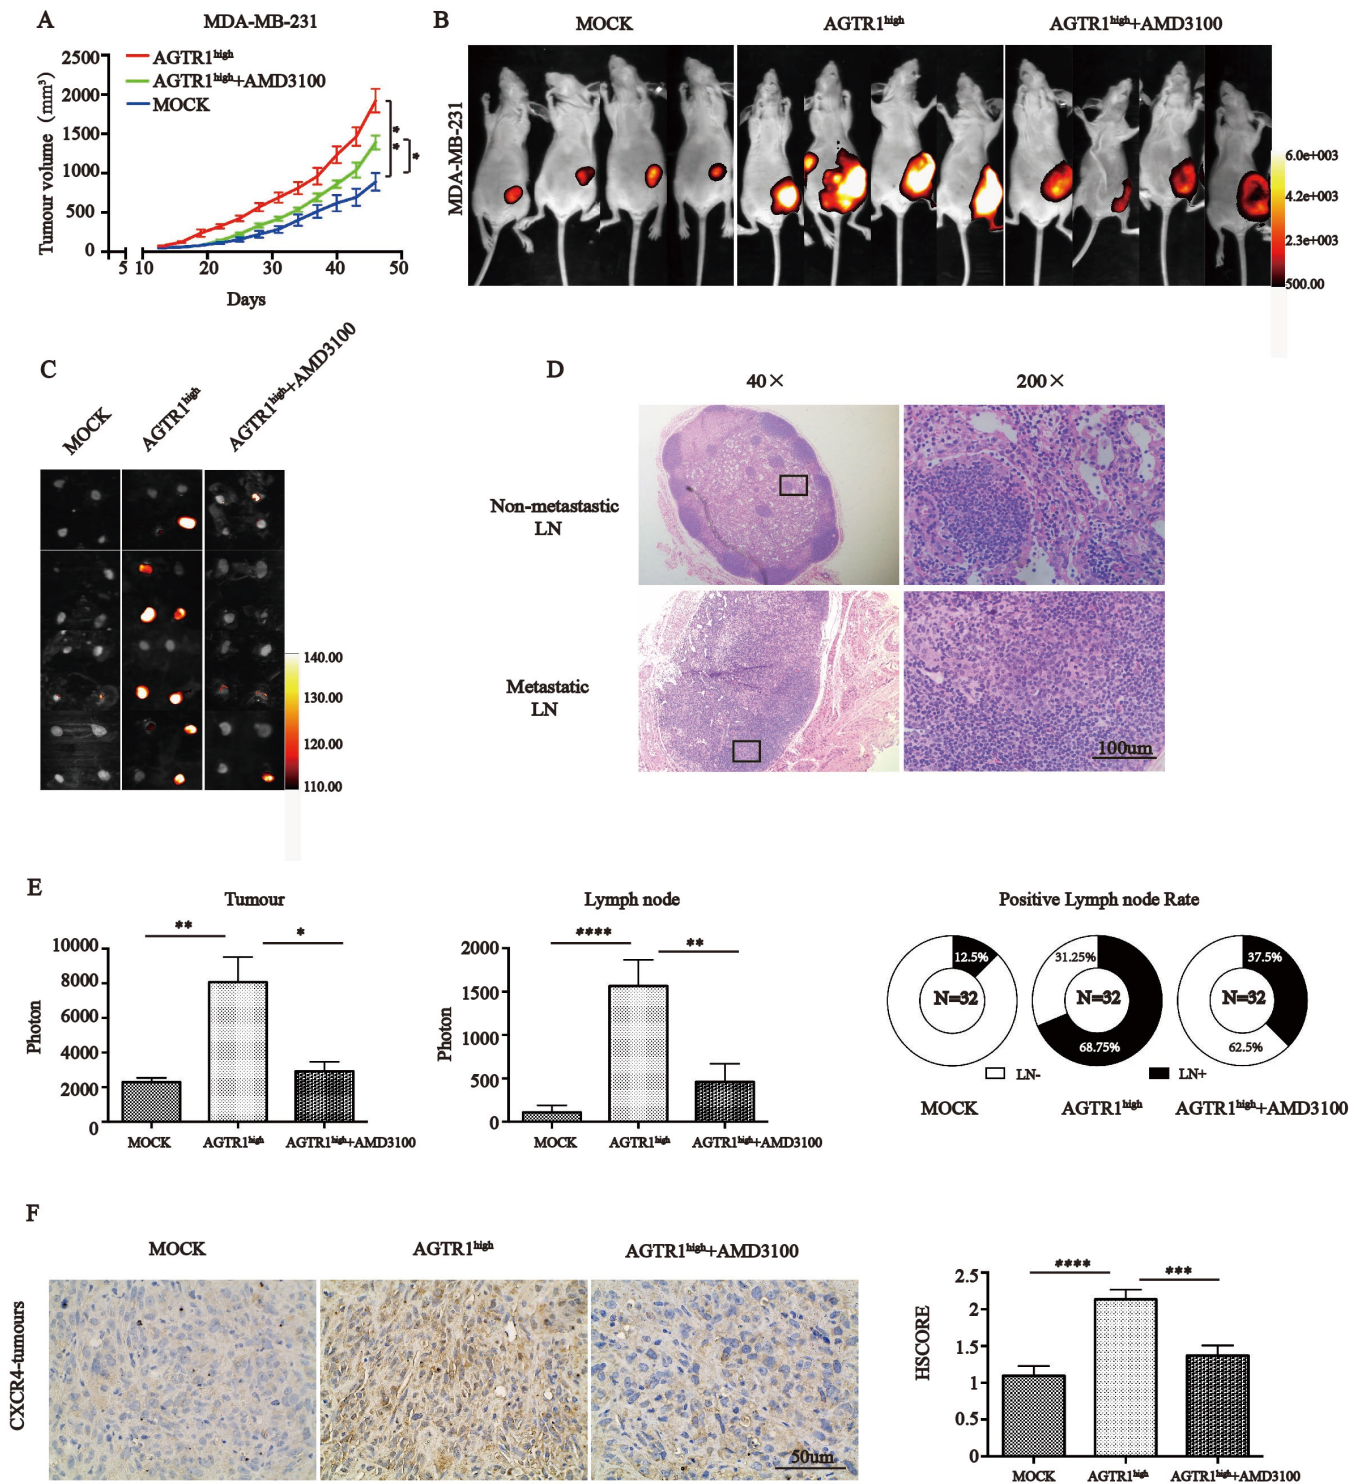 A
MDA-MB-231
AGTR1high
AGTR1high+AMD3100
MOCK
Tumour volume (mm³)
2500
2000
1500
1000
500
0
5 10 20 30 40 50
Days
**
*
B
MOCK
AGTR1high
AGTR1high+AMD3100
MDA-MB-231
6.0e+003
4.2e+003
2.3e+003
500.00
C
MOCK
AGTR1high
AGTR1high+AMD3100
140.00
130.00
120.00
110.00
D
40×
200×
Non-metastastic
LN
Metastatic
LN
100um
E
Tumour
Photon
10000
8000
6000
4000
2000
0
**
*
MOCK
AGTR1high
AGTR1high+AMD3100
Lymph node
Photon
2000
1500
1000
500
0
****
**
MOCK
AGTR1high
AGTR1high+AMD3100
Positive Lymph node Rate
12.5%
N=32
31.25%
N=32
68.75%
37.5%
N=32
62.5%
LN-
LN+
MOCK
AGTR1high
AGTR1high+AMD3100
F
MOCK
AGTR1high
AGTR1high+AMD3100
CXCR4-tumours
50um
HSCORE
2.5
2
1.5
1
0.5
0
****
***
MOCK
AGTR1high
AGTR1high+AMD3100